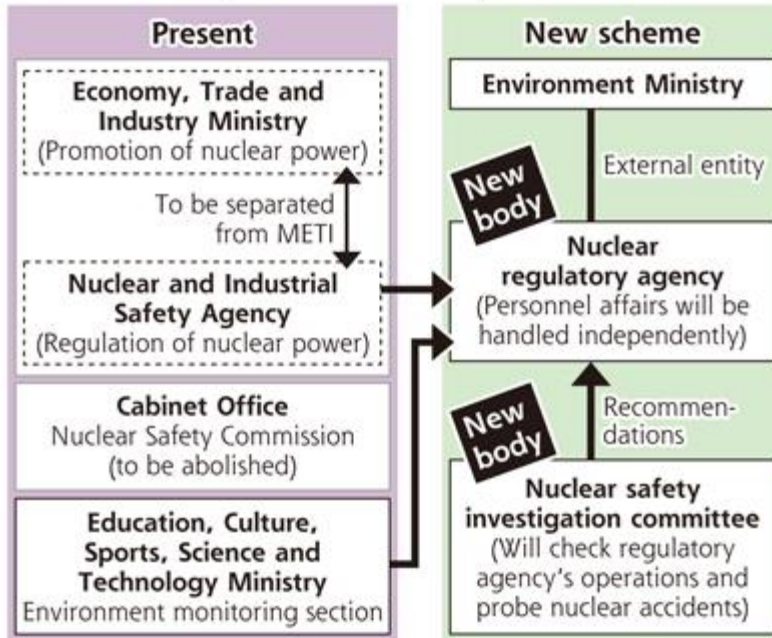 Present
Economy, Trade and
Industry Ministry
(Promotion of nuclear power)
To be separated
from METI
Nuclear and Industrial
Safety Agency
(Regulation of nuclear power)
Cabinet Office
Nuclear Safety Commission
(to be abolished)
Education, Culture,
Sports, Science and
Technology Ministry
Environment monitoring section
New scheme
Environment Ministry
External entity
New
body
Nuclear
regulatory agency
(Personnel affairs will be
handled independently)
Recommen-
dations
New
body
Nuclear safety
investigation committee
(Will check regulatory
agency's operations and
probe nuclear accidents)